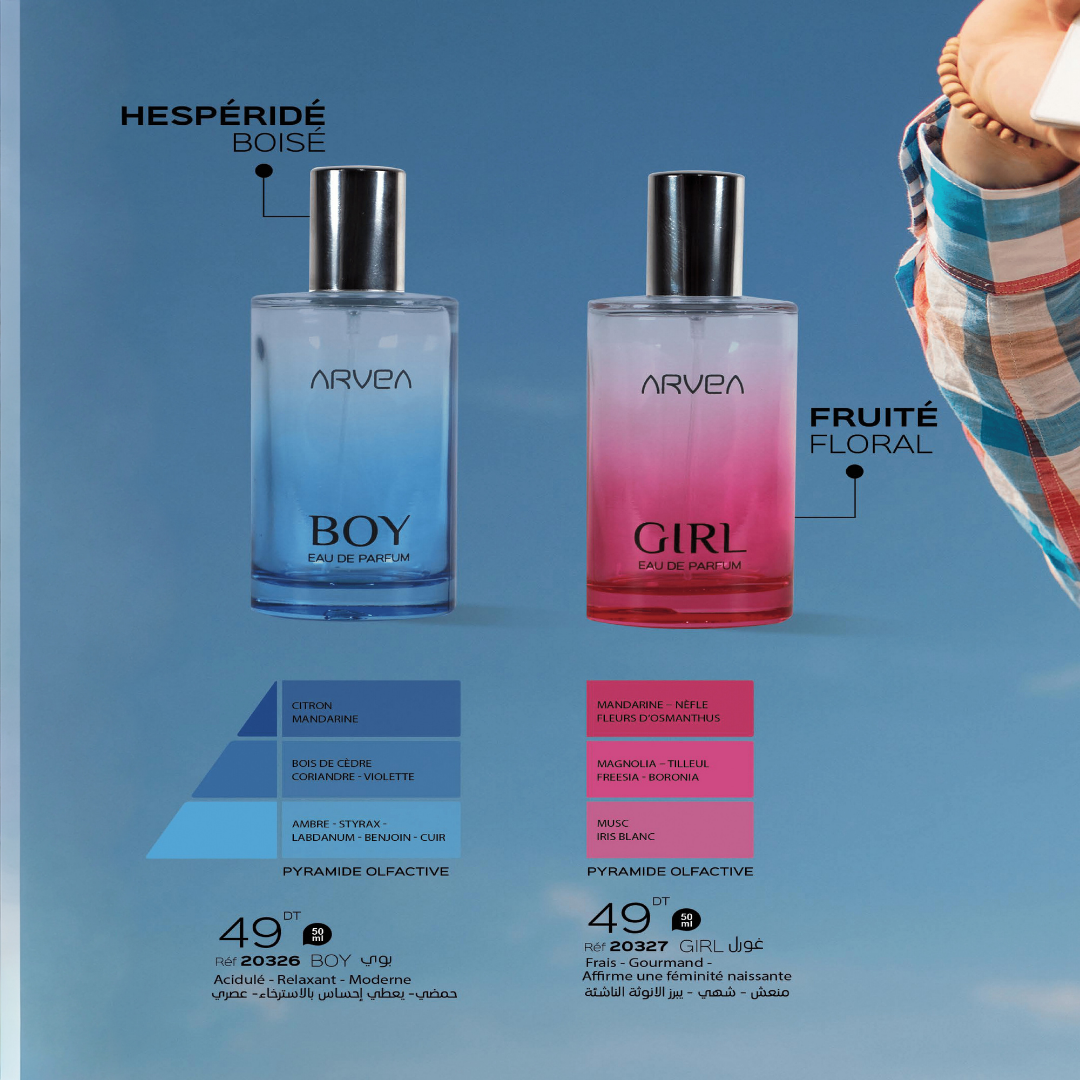 HESPÉRIDÉ
BOISÉ
ARVEA
BOY
EAU DE PARFUM
ARVEA
GIRL
EAU DE PARFUM
FRUITÉ
FLORAL
CITRON
MANDARINE
BOIS DE CÈDRE
CORIANDRE - VIOLETTE
AMBRE - STYRAX -
LABDANUM - BENJOIN - CUIR
PYRAMIDE OLFACTIVE
49 DT
50
ml
Réf 20326 BOY بوي
Acidulé - Relaxant - Moderne
حمضي- يعطي إحساس بالاسترخاء- عصري
MANDARINE – NÈFLE
FLEURS D'OSMANTHUS
MAGNOLIA – TILLEUL
FREESIA - BORONIA
MUSC
IRIS BLANC
PYRAMIDE OLFACTIVE
49 DT
50
ml
Réf 20327 GIRL غورل
Frais - Gourmand -
Affirme une féminité naissante
منعش - شهي - يبرز الانوثة الناشئة